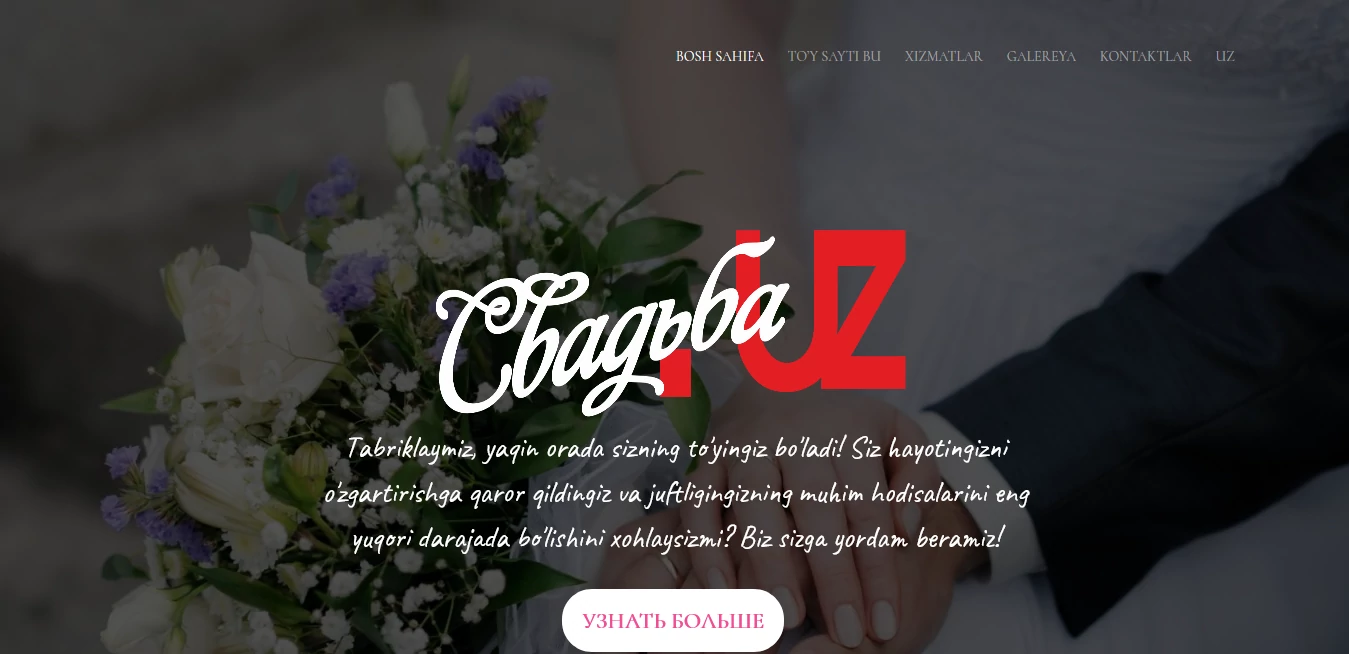 BOSH SAHIFA TO'Y SAYTI BU XIZMATLAR GALEREYA KONTAKTLAR UZ
Свадьба.UZ
Tabriklaymiz, yaqin orada sizning to'yingiz bo'ladi! Siz hayotingizni
o'zgartirishga qaror qildingiz va juftligingizning muhim hodisalarini eng
yuqori darajada bo'lishini xohlaysizmi? Biz sizga yordam beramiz!
УЗНАТЬ БОЛЬШЕ